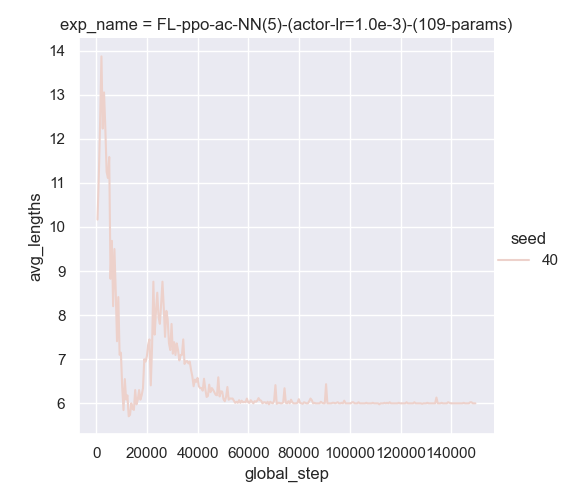 exp_name = FL-ppo-ac-NN(5)-(actor-lr=1.0e-3)-(109-params)
14
13
12
11
10
9
8
7
6
avg_lengths
0 20000 40000 60000 80000 100000 120000 140000
global_step
seed
40